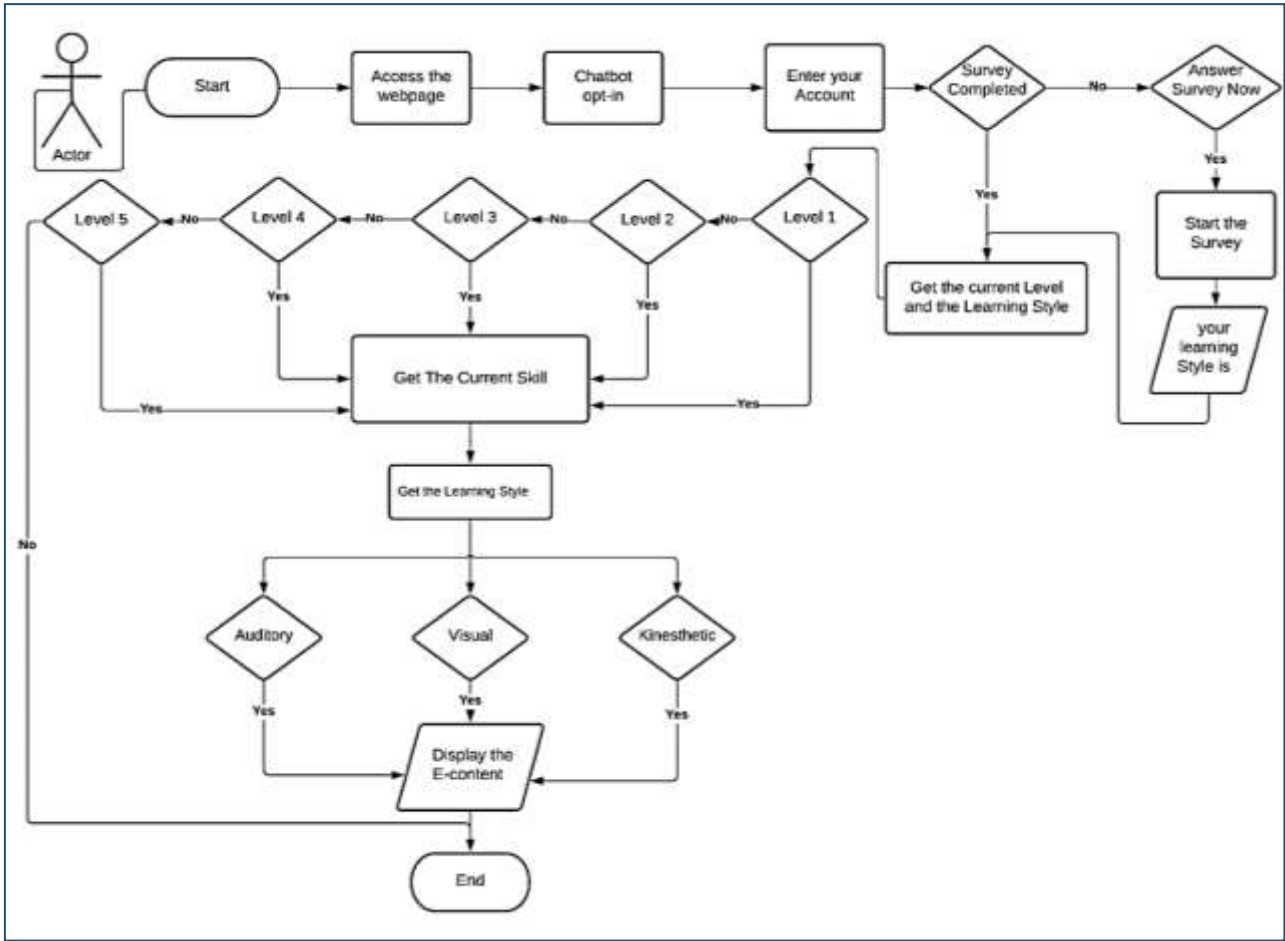 Actor
Start
Access the
webpage
Chatbot
opt-in
Enter your
Account
Survey
Completed
No
Answer
Survey Now
Yes
Yes
Start the
Survey
your
learning
Style is
Get the current Level
and the Learning Style
Level 1
No
Level 2
No
Level 3
No
Level 4
No
Level 5
Yes
Yes
Yes
Yes
Yes
No
Get The Current Skill
Get the Learning Style
Auditory
Visual
Kinesthetic
Yes
Yes
Yes
Display the
E-content
End